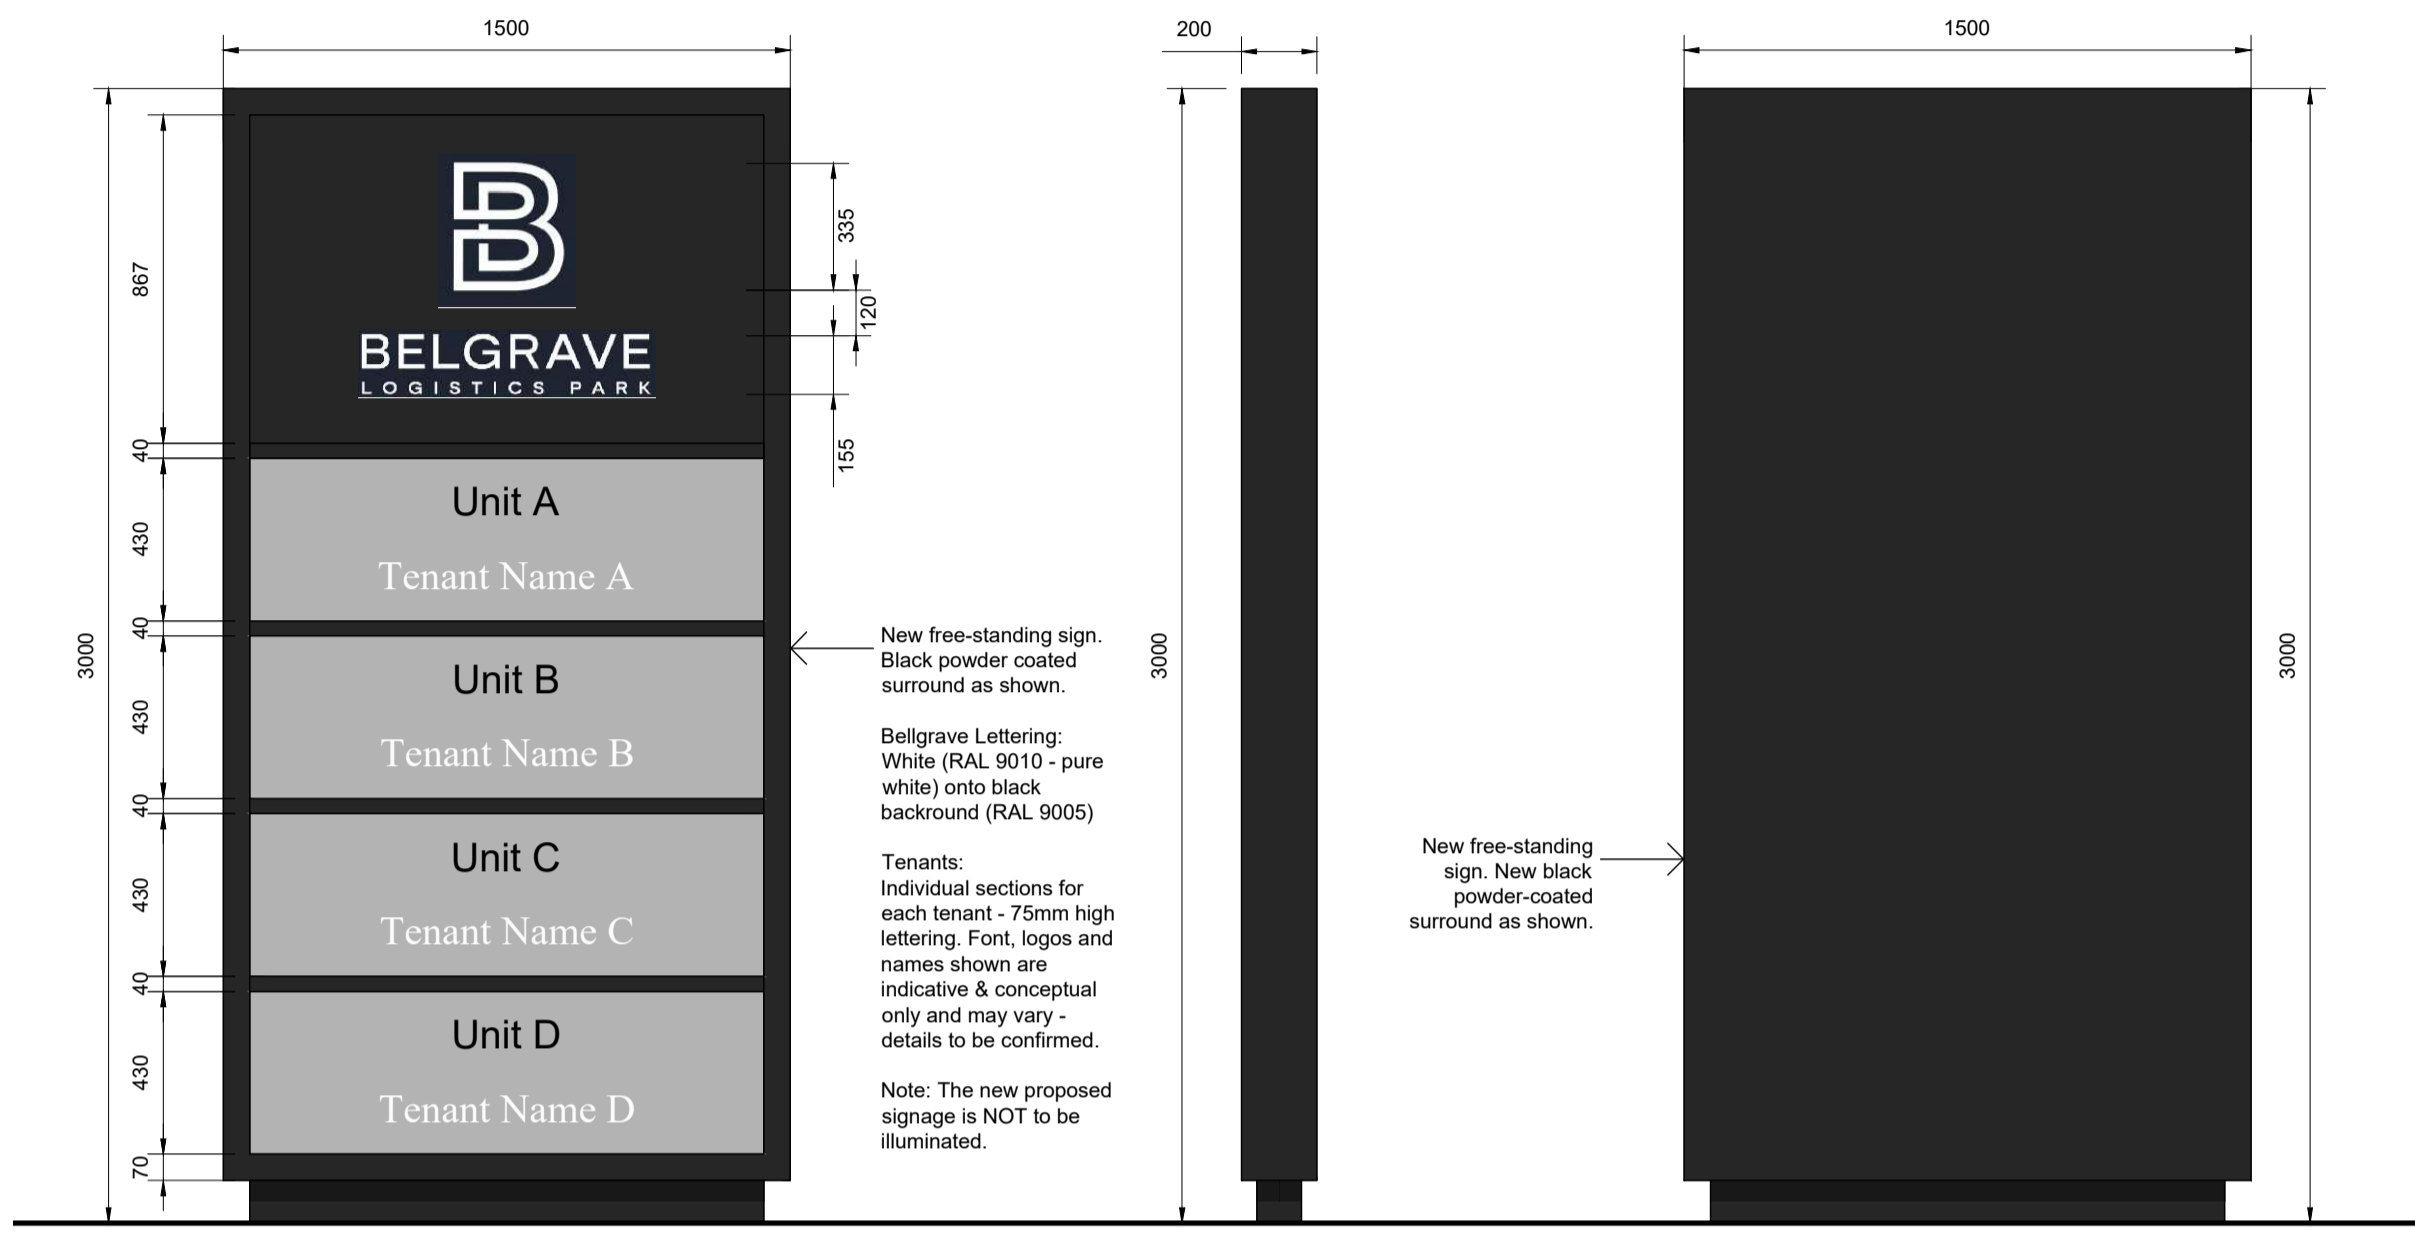 1500
200
1500
867
335
120
155
BELGRAVE
LOGISTICS PARK
40
430
Unit A
Tenant Name A
40
3000
430
Unit B
Tenant Name B
40
430
Unit C
Tenant Name C
40
430
Unit D
Tenant Name D
70
New free-standing sign.
Black powder coated
surround as shown.
Bellgrave Lettering:
White (RAL 9010 - pure
white) onto black
backround (RAL 9005)
Tenants:
Individual sections for
each tenant - 75mm high
lettering. Font, logos and
names shown are
indicative & conceptual
only and may vary -
details to be confirmed.
Note: The new proposed
signage is NOT to be
illuminated.
3000
New free-standing
sign. New black
powder-coated
surround as shown.
3000